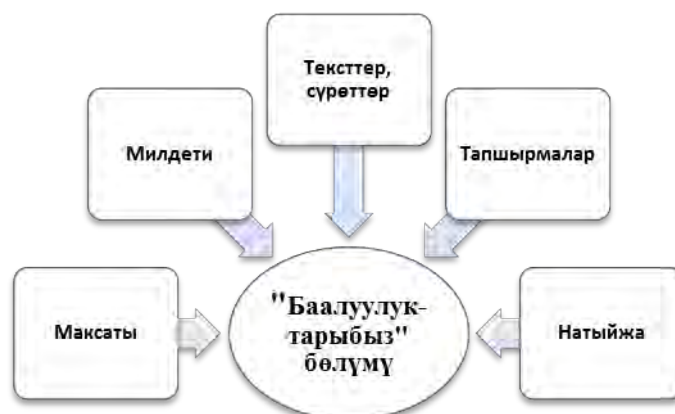 Тексттер,
сүрөттөр
Милдети
Тапшырмалар
Максаты
"Баалуулук-
тарыбыз"
бөлүмү
Натыйжа